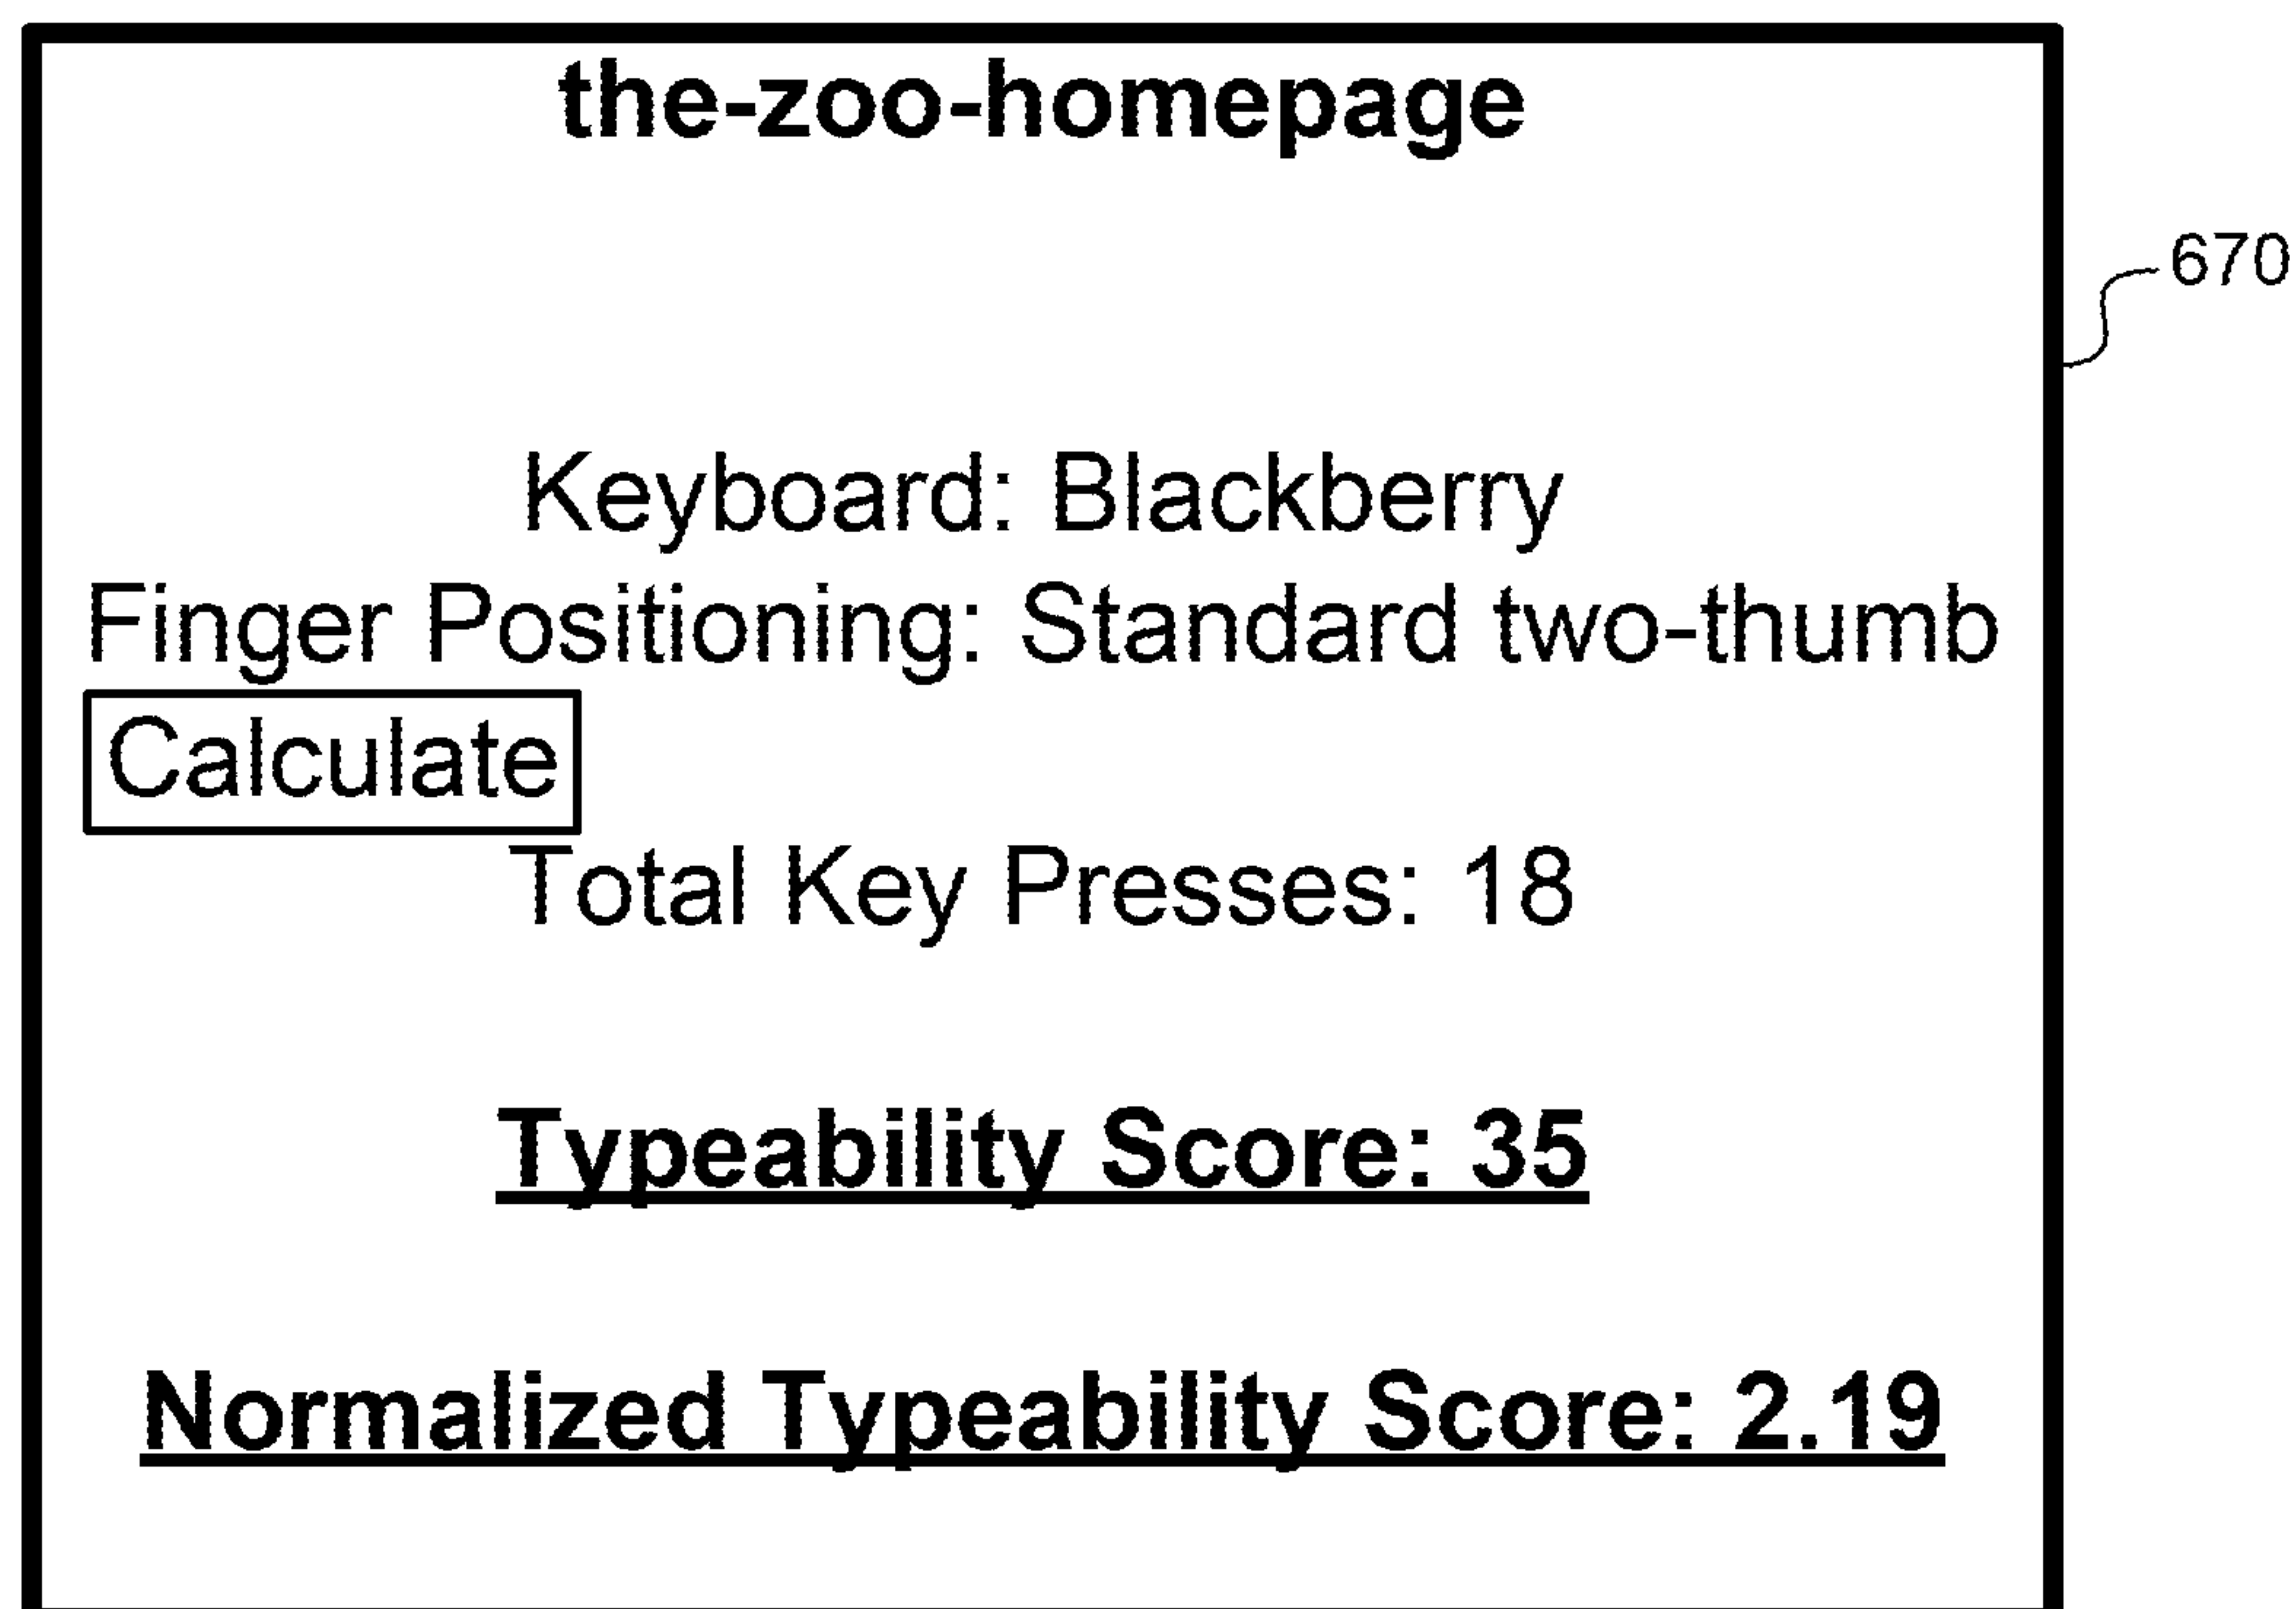 the-zoo-homepage
670
Keyboard: Blackberry
Finger Positioning: Standard two-thumb
Calculate
Total Key Presses: 18
Typeability Score: 35
Normalized Typeability Score: 2.19